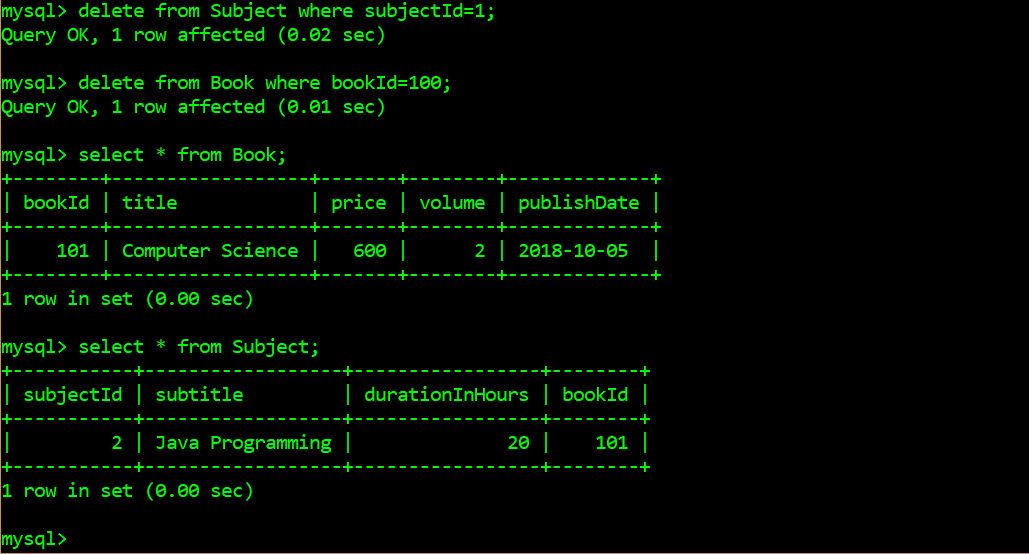 mysql> delete from Subject where subjectId=1;
Query OK, 1 row affected (0.02 sec)

mysql> delete from Book where bookId=100;
Query OK, 1 row affected (0.01 sec)

mysql> select * from Book;
+--------+------------------+-------+--------+-------------+
| bookId | title            | price | volume | publishDate |
+--------+------------------+-------+--------+-------------+
|    101 | Computer Science |   600 |      2 | 2018-10-05  |
+--------+------------------+-------+--------+-------------+
1 row in set (0.00 sec)

mysql> select * from Subject;
+-----------+------------------+-----------------+--------+
| subjectId | subtitle         | durationInHours | bookId |
+-----------+------------------+-----------------+--------+
|         2 | Java Programming |              20 |    101 |
+-----------+------------------+-----------------+--------+
1 row in set (0.00 sec)

mysql>